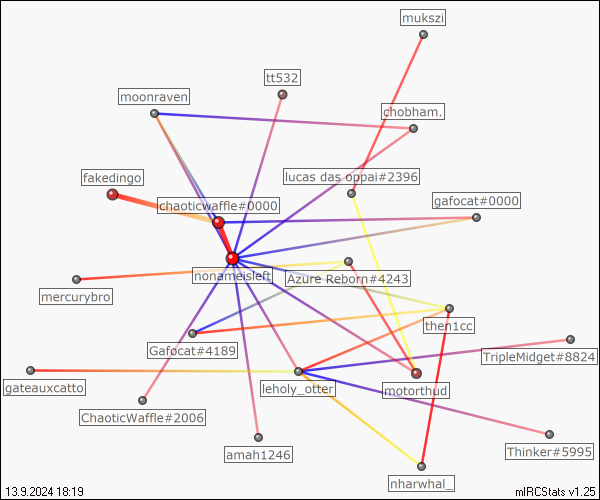 mukszi
tt532
moonraven
chobham.
fakedingo
lucas das oppai#2396
chaoticwaffle#0000
gafocat#0000
nonameisleft
Azure Reborn#4243
mercurybro
then1cc
Gafocat#4189
TripleMidget#8824
gateauxcatto
leholy_otter
motorthud
ChaoticWaffle#2006
amah1246
Thinker#5995
nharwhal_
13.9.2024 18:19
mIRCStats v1.25